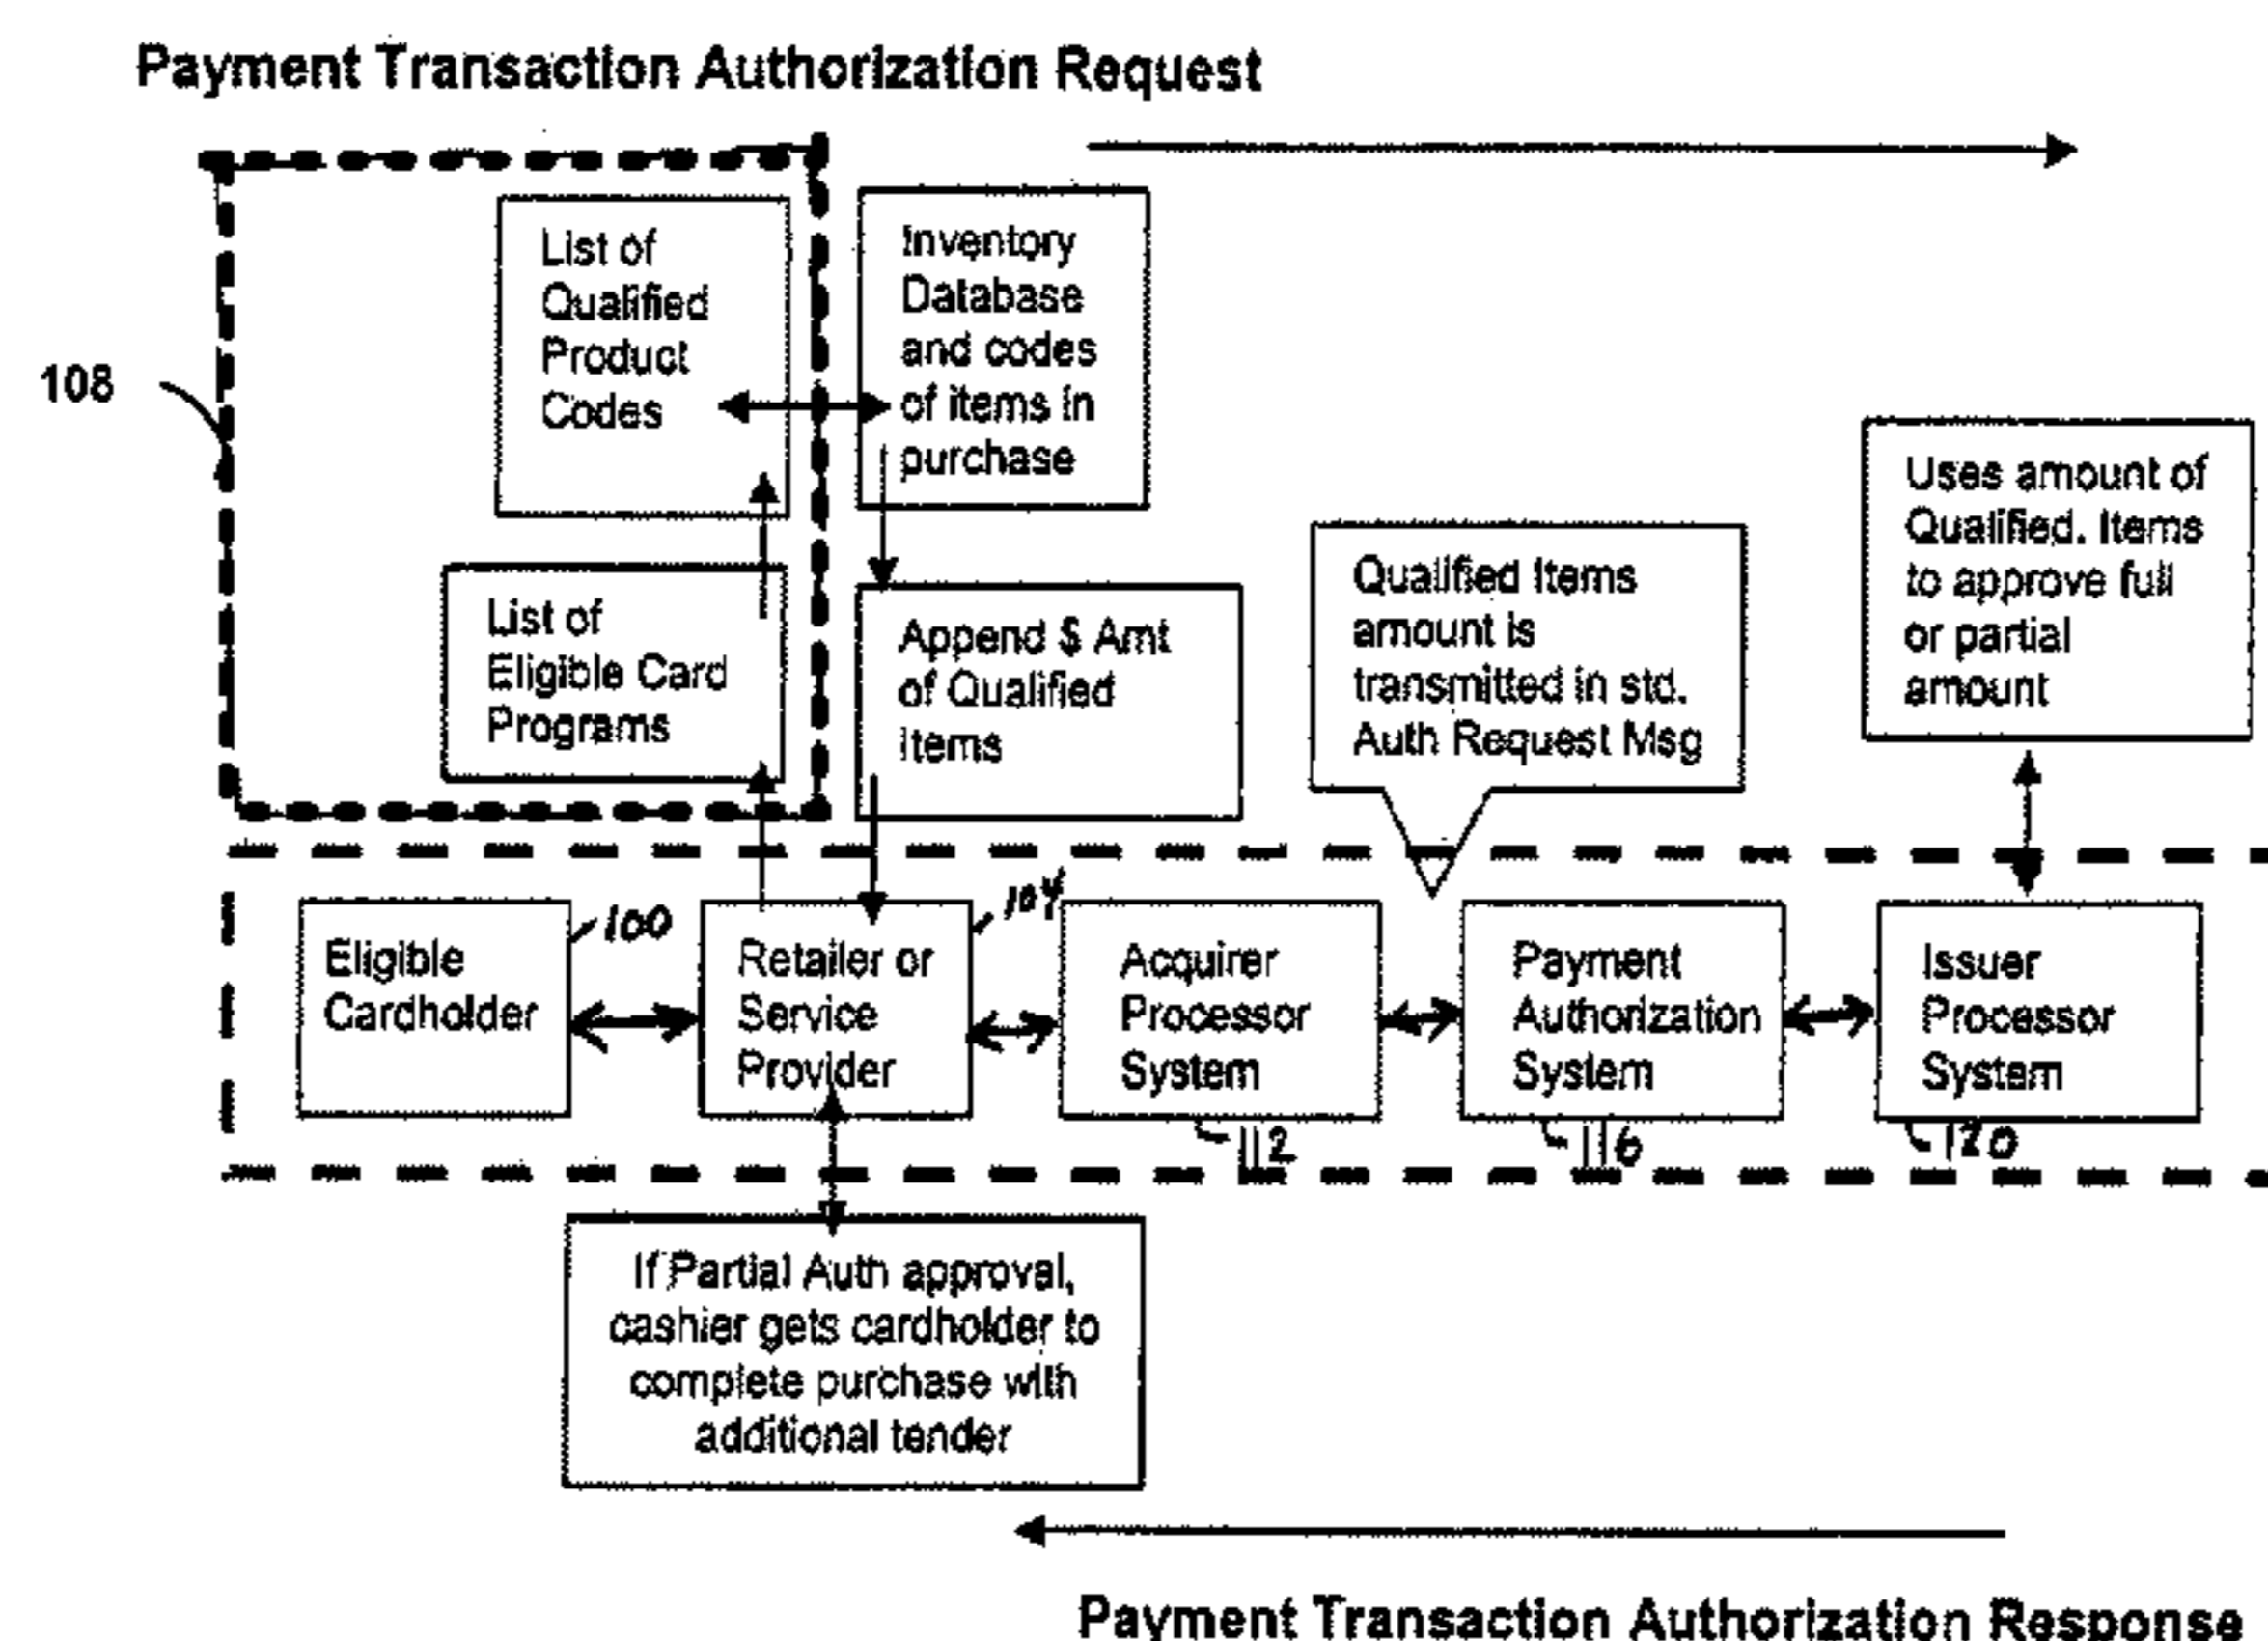 Payment Transaction Authorization Request
List of
Qualified
Product
Codes
Inventory
Database
and codes
of items in
purchase
108
Uses amount of
Qualified. Items
to approve full
or partial
amount
List of
Eligible Card
Programs
Append $ Amt
of Qualified
Items
Qualified Items
amount is
transmitted in std.
Auth Request Msg
Eligible
Cardholder
100
Retailer or
Service
Provider
104
Acquirer
Processor
System
112
Payment
Authorization
System
116
Issuer
Processor
System
120
If Partial Auth approval,
cashier gets cardholder to
complete purchase with
additional tender
Payment Transaction Authorization Response